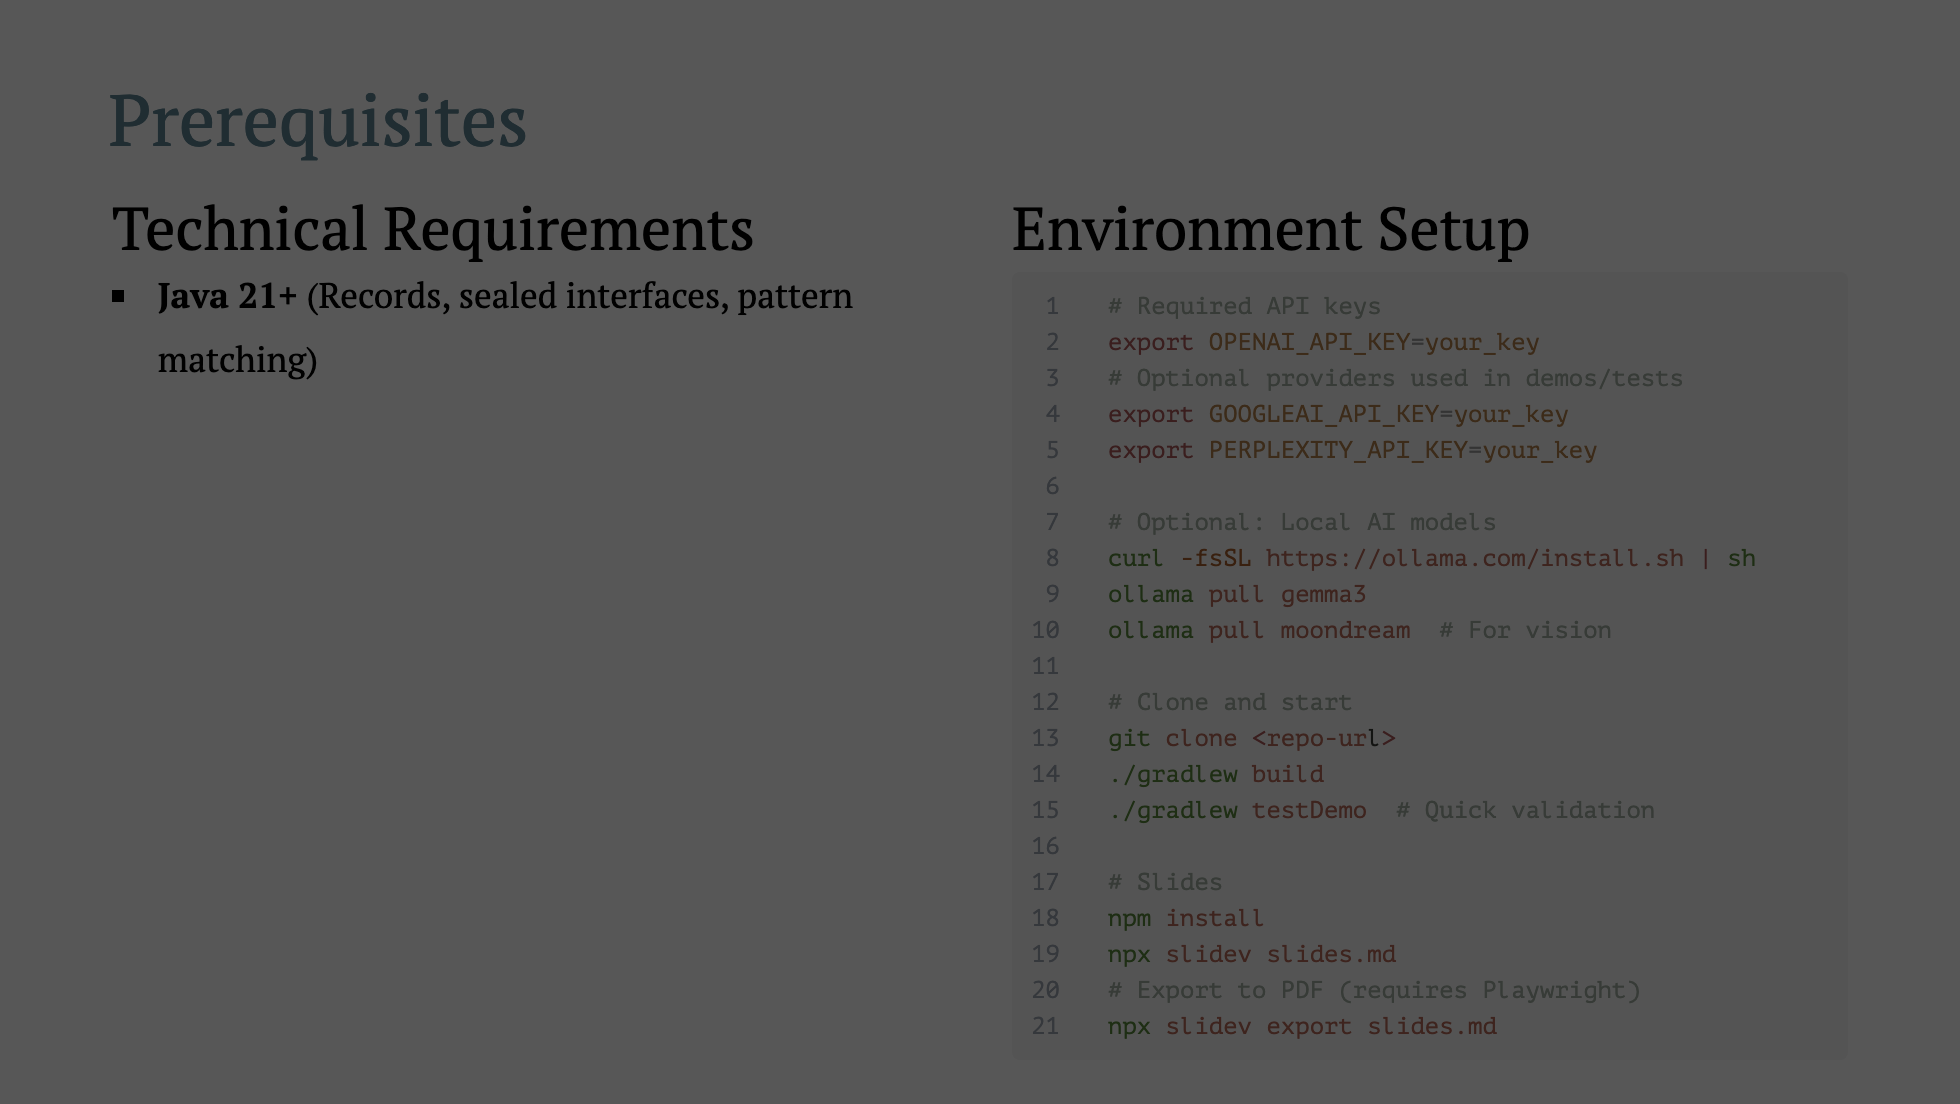 Prerequisites
Technical Requirements
▪ Java 21+ (Records, sealed interfaces, pattern
matching)
Environment Setup
1 # Required API keys
2 export OPENAI_API_KEY=your_key
3 # Optional providers used in demos/tests
4 export GOOGLEAI_API_KEY=your_key
5 export PERPLEXITY_API_KEY=your_key
6
7 # Optional: Local AI models
8 curl -fsSL https://ollama.com/install.sh | sh
9 ollama pull gemma3
10 ollama pull moondream  # For vision
11
12 # Clone and start
13 git clone <repo-url>
14 ./gradlew build
15 ./gradlew testDemo  # Quick validation
16
17 # Slides
18 npm install
19 npx slidev slides.md
20 # Export to PDF (requires Playwright)
21 npx slidev export slides.md